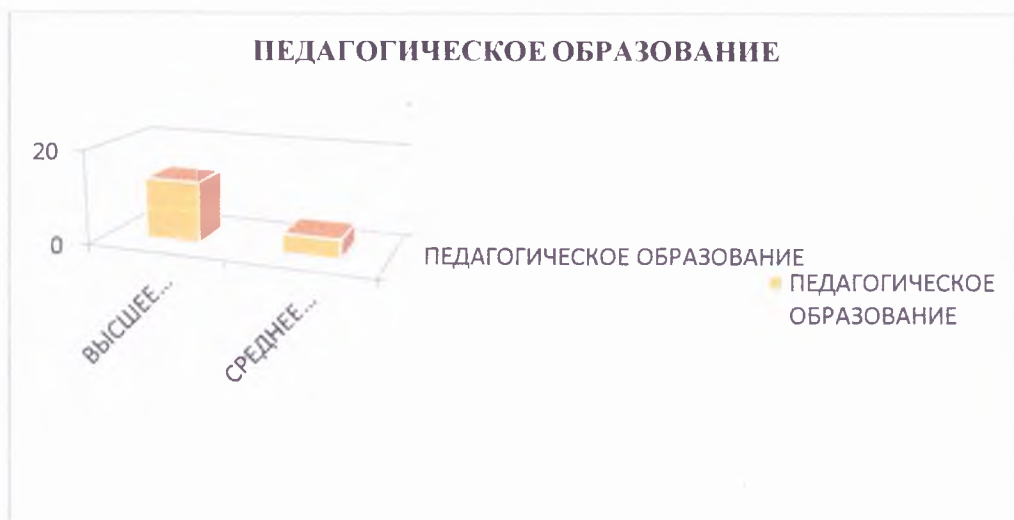 ПЕДАГОГИЧЕСКОЕ ОБРАЗОВАНИЕ
20
0
ВЫСШЕЕ...
СРЕДНЕЕ...
ПЕДАГОГИЧЕСКОЕ ОБРАЗОВАНИЕ
ПЕДАГОГИЧЕСКОЕ
ОБРАЗОВАНИЕ